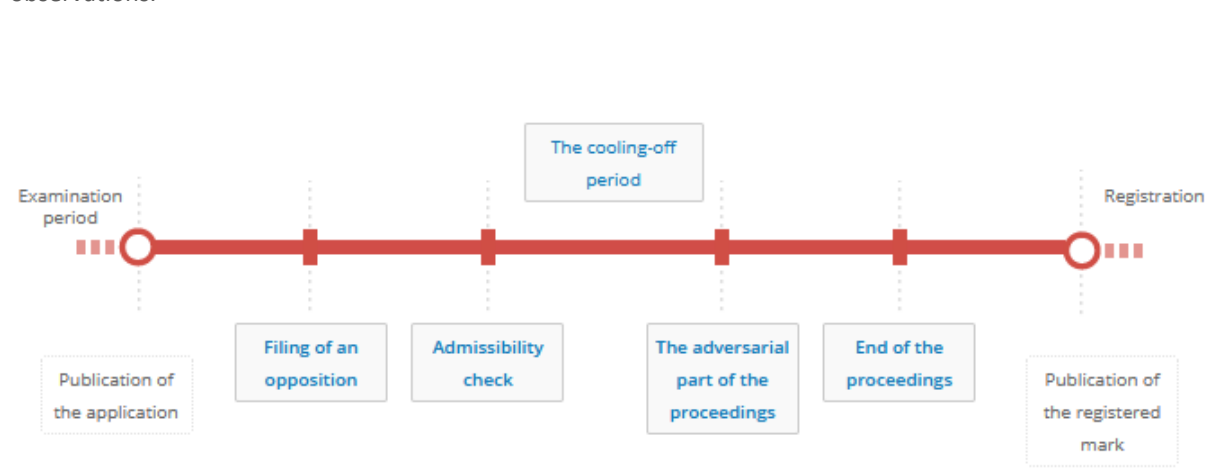 The cooling-off
period
Examination
period
Registration
Filing of an
opposition
Admissibility
check
The adversarial
part of the
proceedings
End of the
proceedings
Publication of
the application
Publication of
the registered
mark